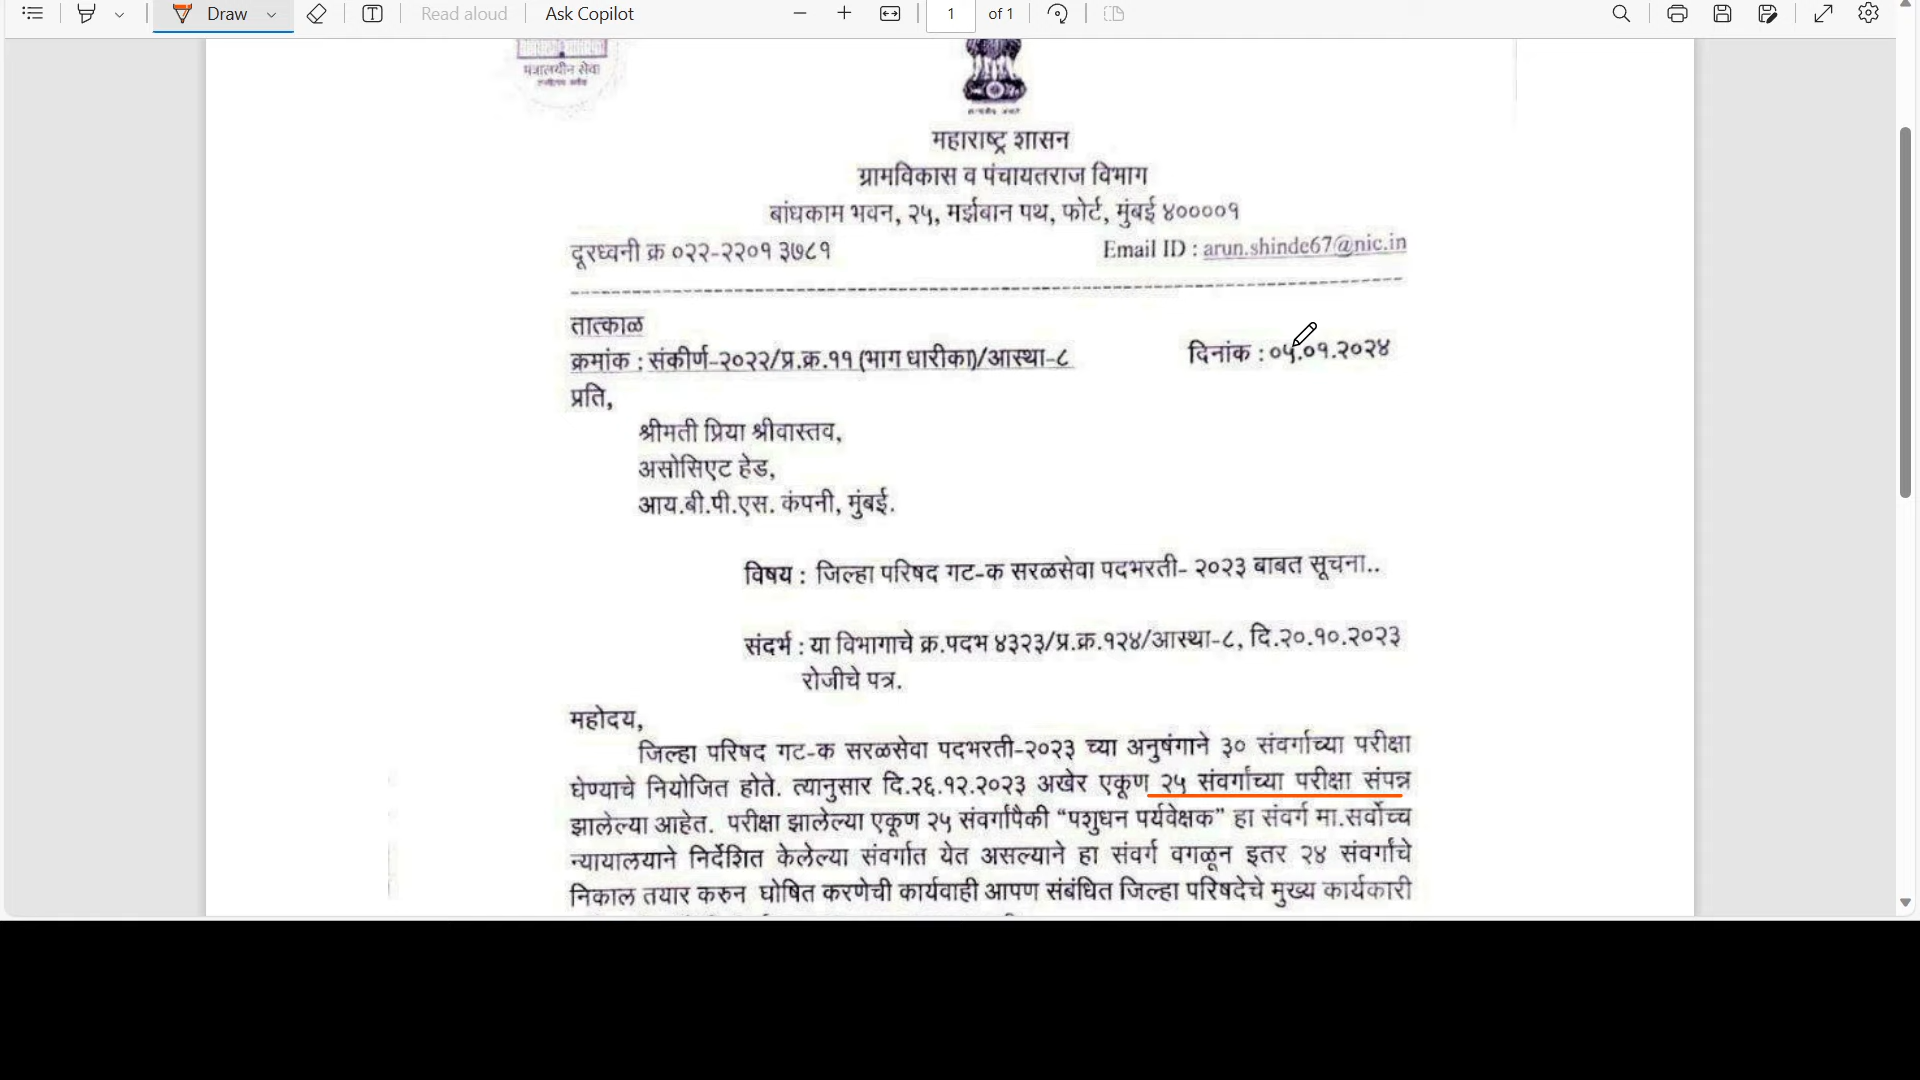 Draw
Read aloud
Ask Copilot
1
of 1
मंत्रालयीन सेवा
महाराष्ट्र शासन
ग्रामविकास व पंचायतराज विभाग
बांधकाम भवन, २५, मर्झबान पथ, फोर्ट, मुंबई ४००००१
दूरध्वनी क्र ०२२-२२०१ ३७८१ Email ID : arun.shinde67@nic.in
तात्काळ
क्रमांक : संकीर्ण-२०२२/प्र.क्र.११ (भाग धारीका)/आस्था-८ दिनांक : ०५.०१.२०२४
प्रति,
श्रीमती प्रिया श्रीवास्तव,
असोसिएट हेड,
आय.बी.पी.एस. कंपनी, मुंबई.
विषय : जिल्हा परिषद गट-क सरळसेवा पदभरती- २०२३ बाबत सूचना..
संदर्भ : या विभागाचे क्र.पदभ ४३२३/प्र.क्र.१२४/आस्था-८, दि.२०.१०.२०२३
रोजीचे पत्र.
महोदय,
जिल्हा परिषद गट-क सरळसेवा पदभरती-२०२३ च्या अनुषंगाने ३० संवर्गाच्या परीक्षा
घेण्याचे नियोजित होते. त्यानुसार दि.२६.१२.२०२३ अखेर एकूण २५ संवर्गाच्या परीक्षा संपन्न
झालेल्या आहेत. परीक्षा झालेल्या एकूण २५ संवर्गापैकी “पशुधन पर्यवेक्षक” हा संवर्ग मा.सर्वोच्च
न्यायालयाने निर्देशित केलेल्या संवर्गात येत असल्याने हा संवर्ग वगळून इतर २४ संवर्गांचे
निकाल तयार करुन घोषित करणेची कार्यवाही आपण संबंधित जिल्हा परिषदेचे मुख्य कार्यकारी